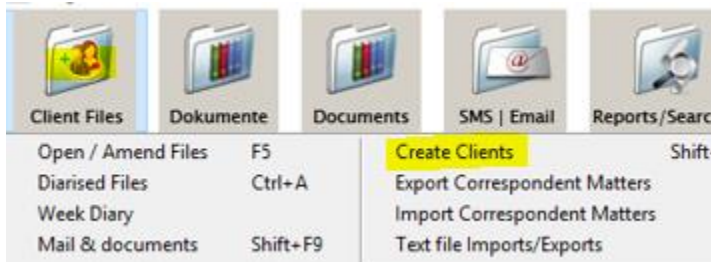 Client Files Dokumente Documents SMS | Email Reports/Searc
Open / Amend Files F5 Create Clients Shift+
Diarised Files Ctrl+A Export Correspondent Matters
Week Diary Import Correspondent Matters
Mail & documents Shift+F9 Text file Imports/Exports